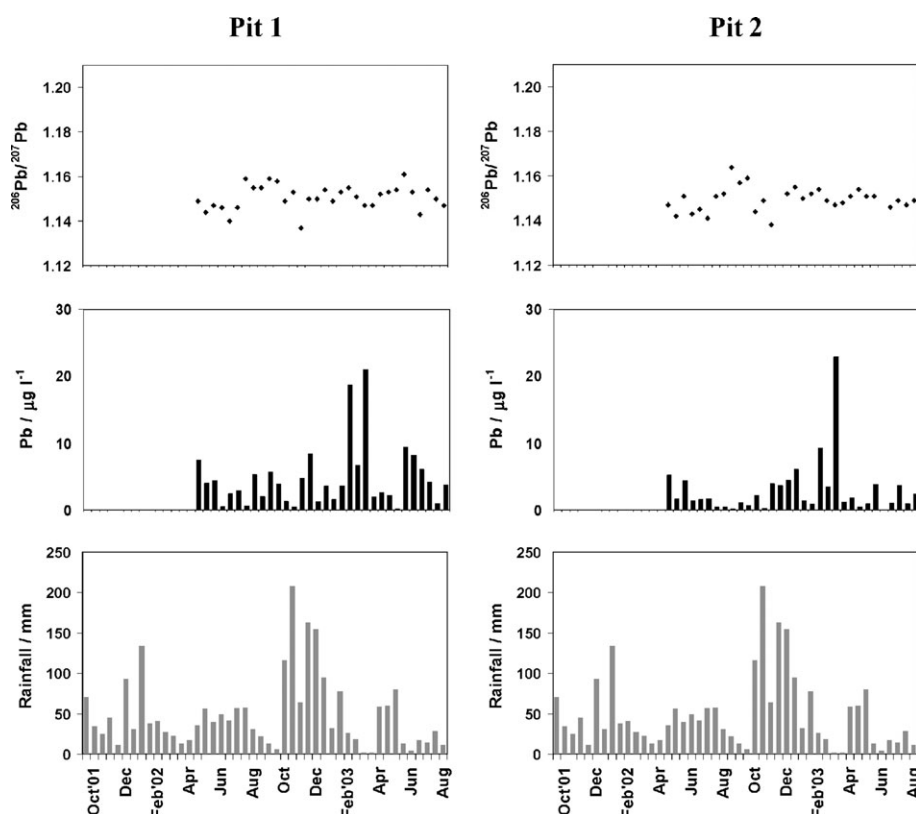 Pit 1
Pit 2
²⁰⁶Pb/²⁰⁷Pb
1.20
1.18
1.16
1.14
1.12
²⁰⁶Pb/²⁰⁷Pb
1.20
1.18
1.16
1.14
1.12
Pb / µg l⁻¹
30
20
10
0
Pb / µg l⁻¹
30
20
10
0
Rainfall / mm
250
200
150
100
50
0
Oct'01
Dec
Feb'02
Apr
Jun
Aug
Oct
Dec
Feb'03
Apr
Jun
Aug
Rainfall / mm
250
200
150
100
50
0
Oct'01
Dec
Feb'02
Apr
Jun
Aug
Oct
Dec
Feb'03
Apr
Jun
Aug